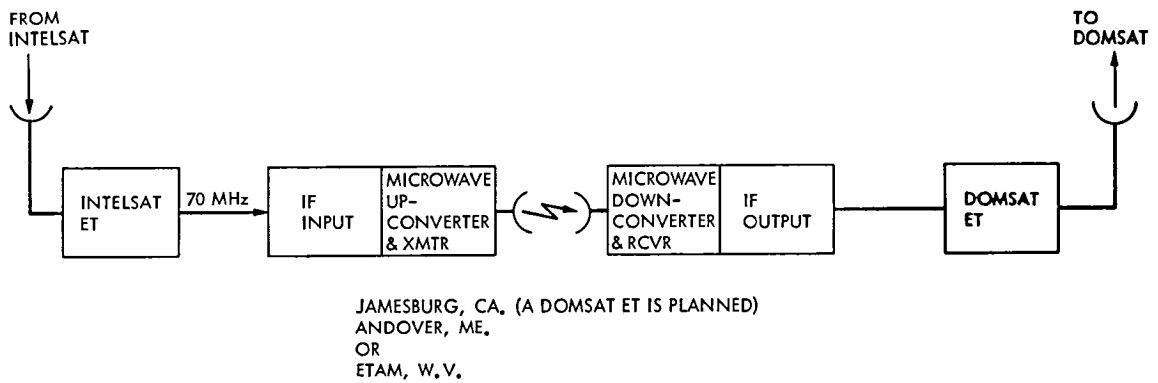 FROM
INTELSAT
TO
DOMSAT
INTELSAT
ET
70 MHz
IF
INPUT
MICROWAVE
UP-
CONVERTER
& XMTR
MICROWAVE
DOWN-
CONVERTER
& RCVR
IF
OUTPUT
DOMSAT
ET
JAMESBURG, CA. (A DOMSAT ET IS PLANNED)
ANDOVER, ME.
OR
ETAM, W.V.